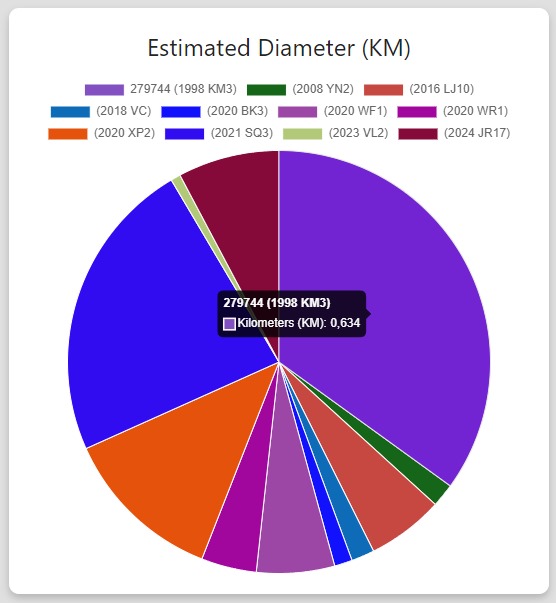 Estimated Diameter (KM)
279744 (1998 KM3) (2008 YN2) (2016 LJ10)
(2018 VC) (2020 BK3) (2020 WF1) (2020 WR1)
(2020 XP2) (2021 SQ3) (2023 VL2) (2024 JR17)
279744 (1998 KM3)
Kilometers (KM): 0,634